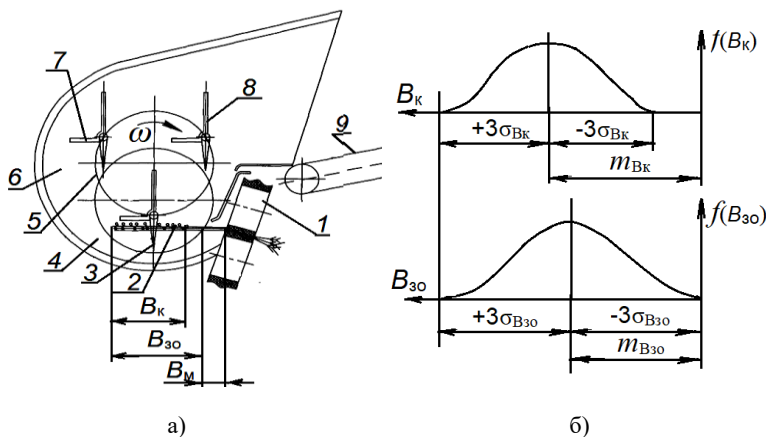 7
8
ω
9
6
5
1
4
3
2
Bк
Bзо
Bм
а)
f(Bк)
Bк
+3σBк
-3σBк
mBк
f(Bзо)
Bзо
+3σBзо
-3σBзо
mBзо
б)